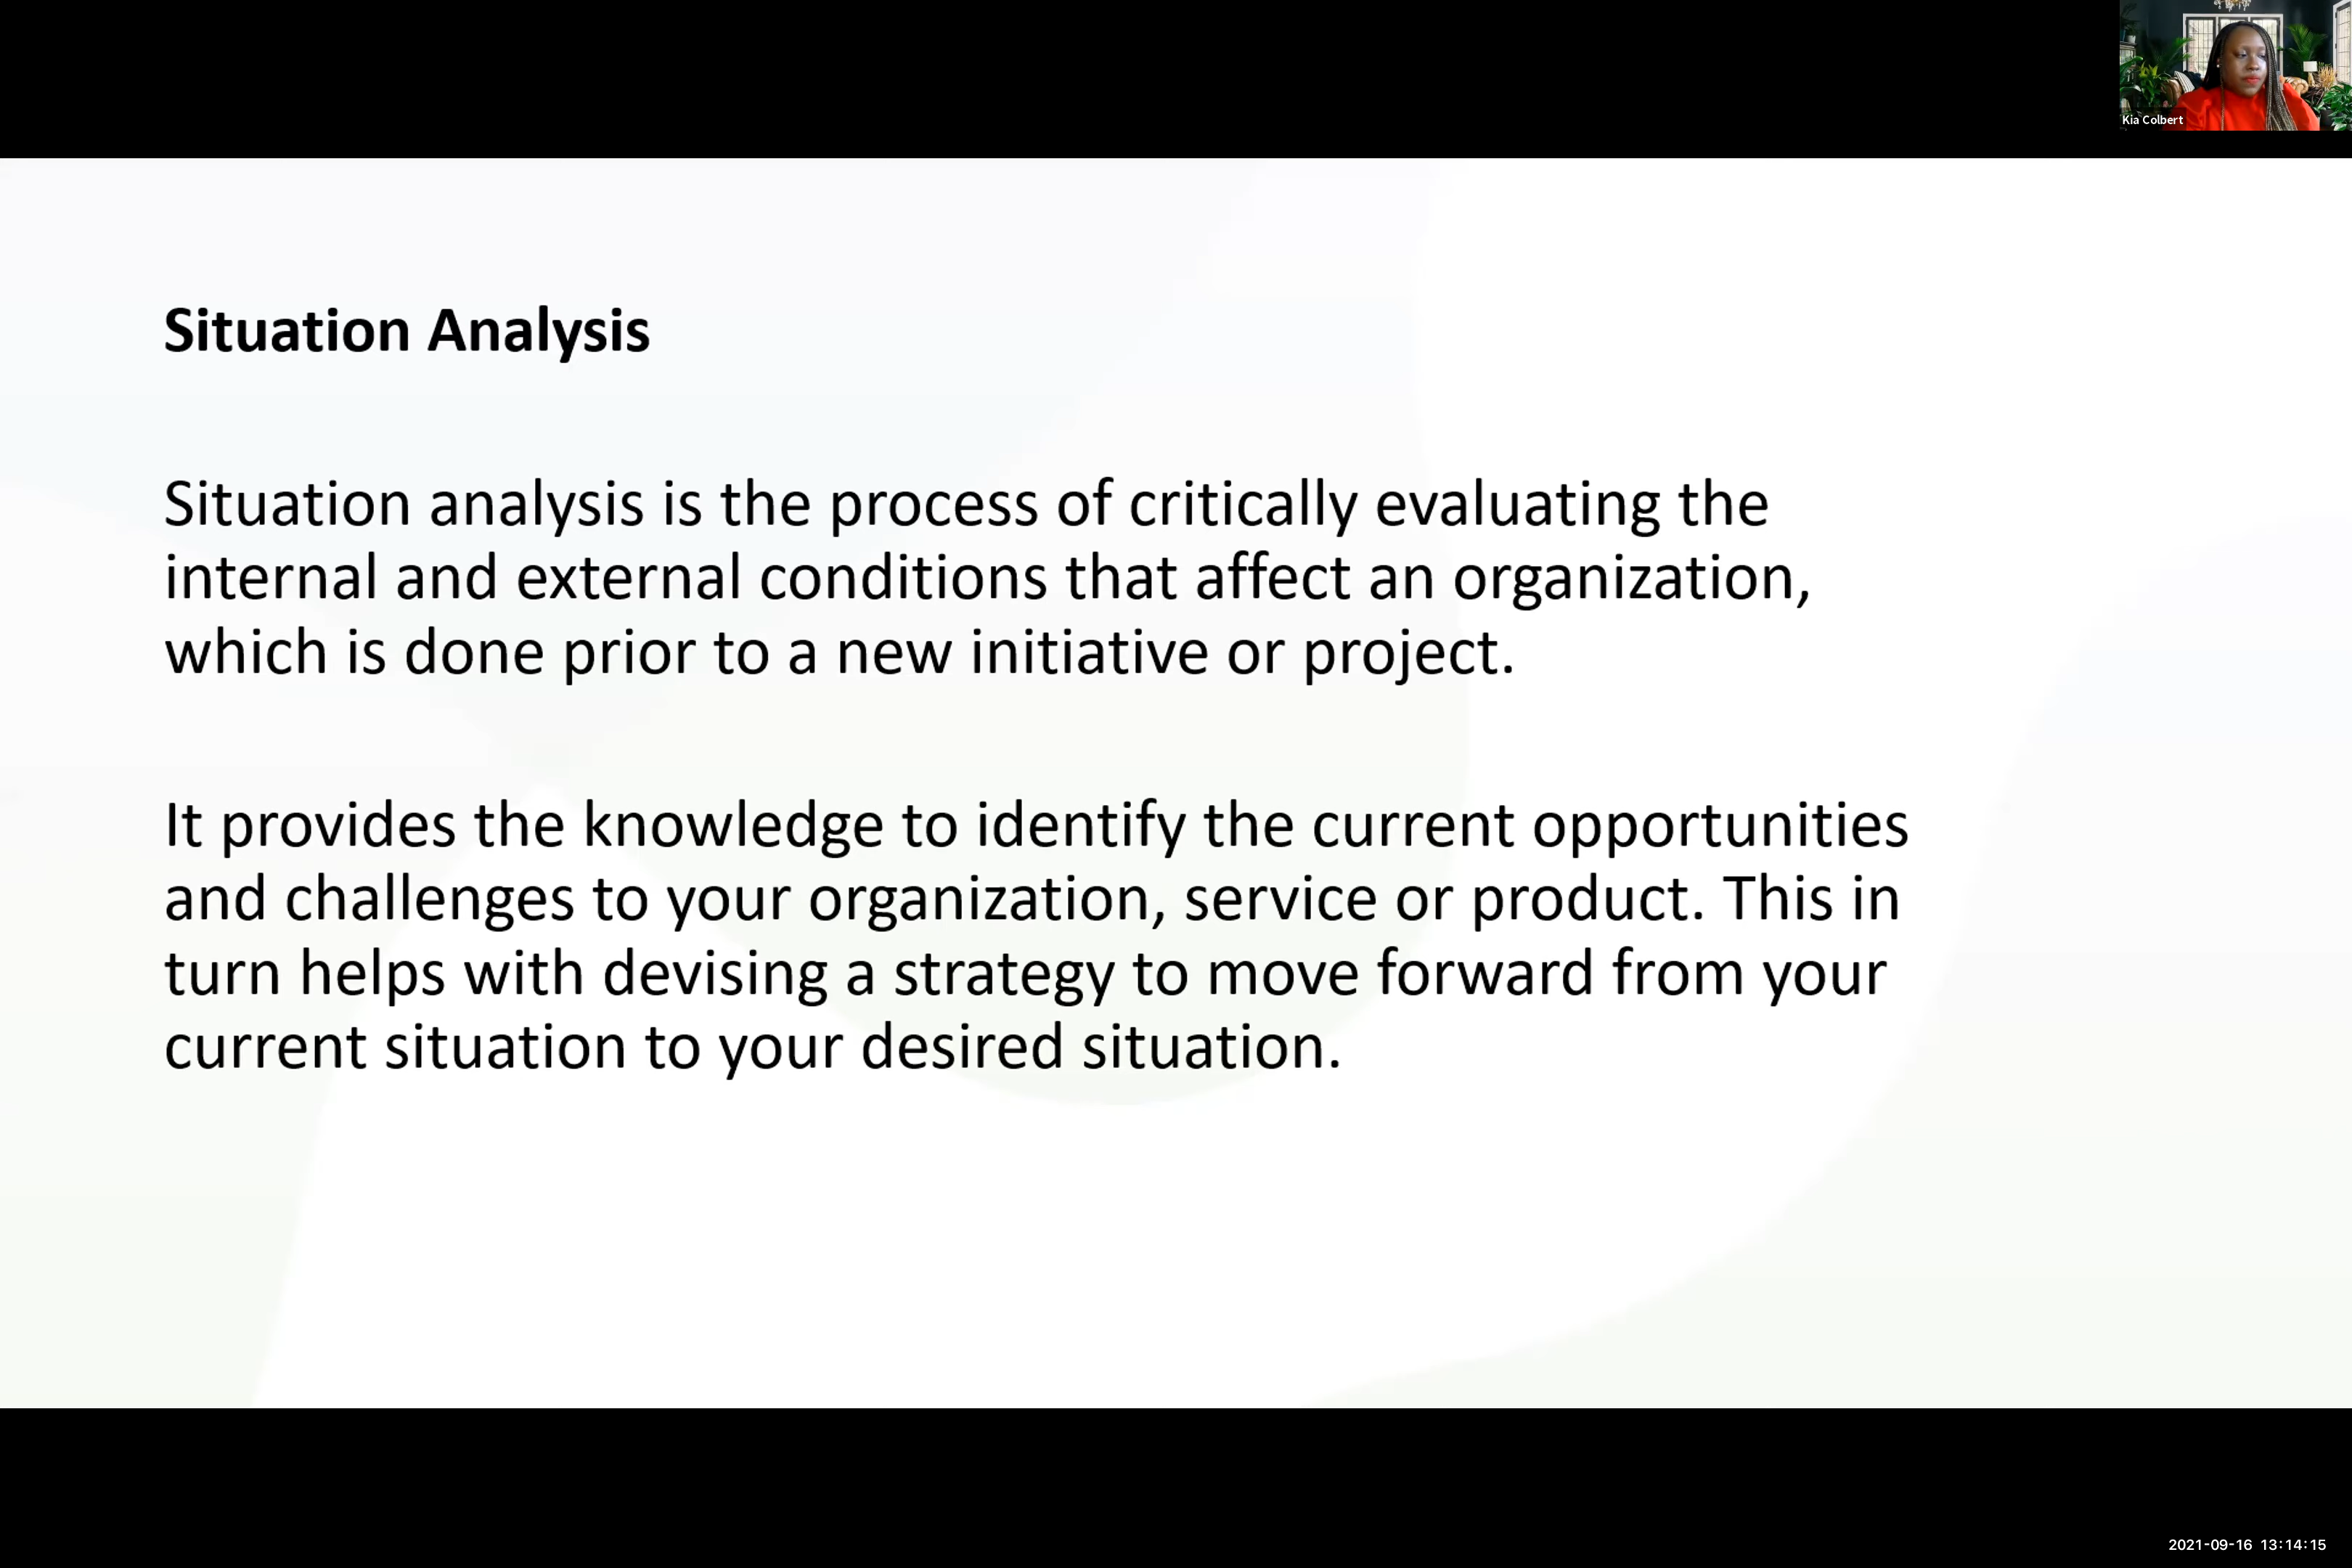 Kia Colbert
Situation Analysis
Situation analysis is the process of critically evaluating the
internal and external conditions that affect an organization,
which is done prior to a new initiative or project.
It provides the knowledge to identify the current opportunities
and challenges to your organization, service or product. This in
turn helps with devising a strategy to move forward from your
current situation to your desired situation.
2021-09-16 13:14:15